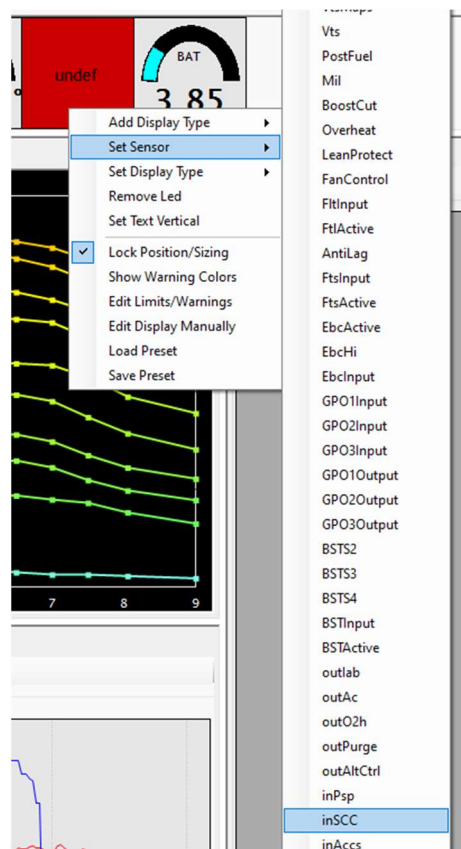 undef
BAT
3.85
Add Display Type
Set Sensor
Set Display Type
Remove Led
Set Text Vertical
Lock Position/Sizing
Show Warning Colors
Edit Limits/Warnings
Edit Display Manually
Load Preset
Save Preset
7 8 9
Vts
PostFuel
Mil
BoostCut
Overheat
LeanProtect
FanControl
FltInput
FtlActive
AntiLag
FtsInput
FtsActive
EbcActive
EbcHi
EbcInput
GPO1Input
GPO2Input
GPO3Input
GPO1Output
GPO2Output
GPO3Output
BSTS2
BSTS3
BSTS4
BSTInput
BSTActive
outIab
outAc
outO2h
outPurge
outAltCtrl
inPsp
inSCC
inAccs